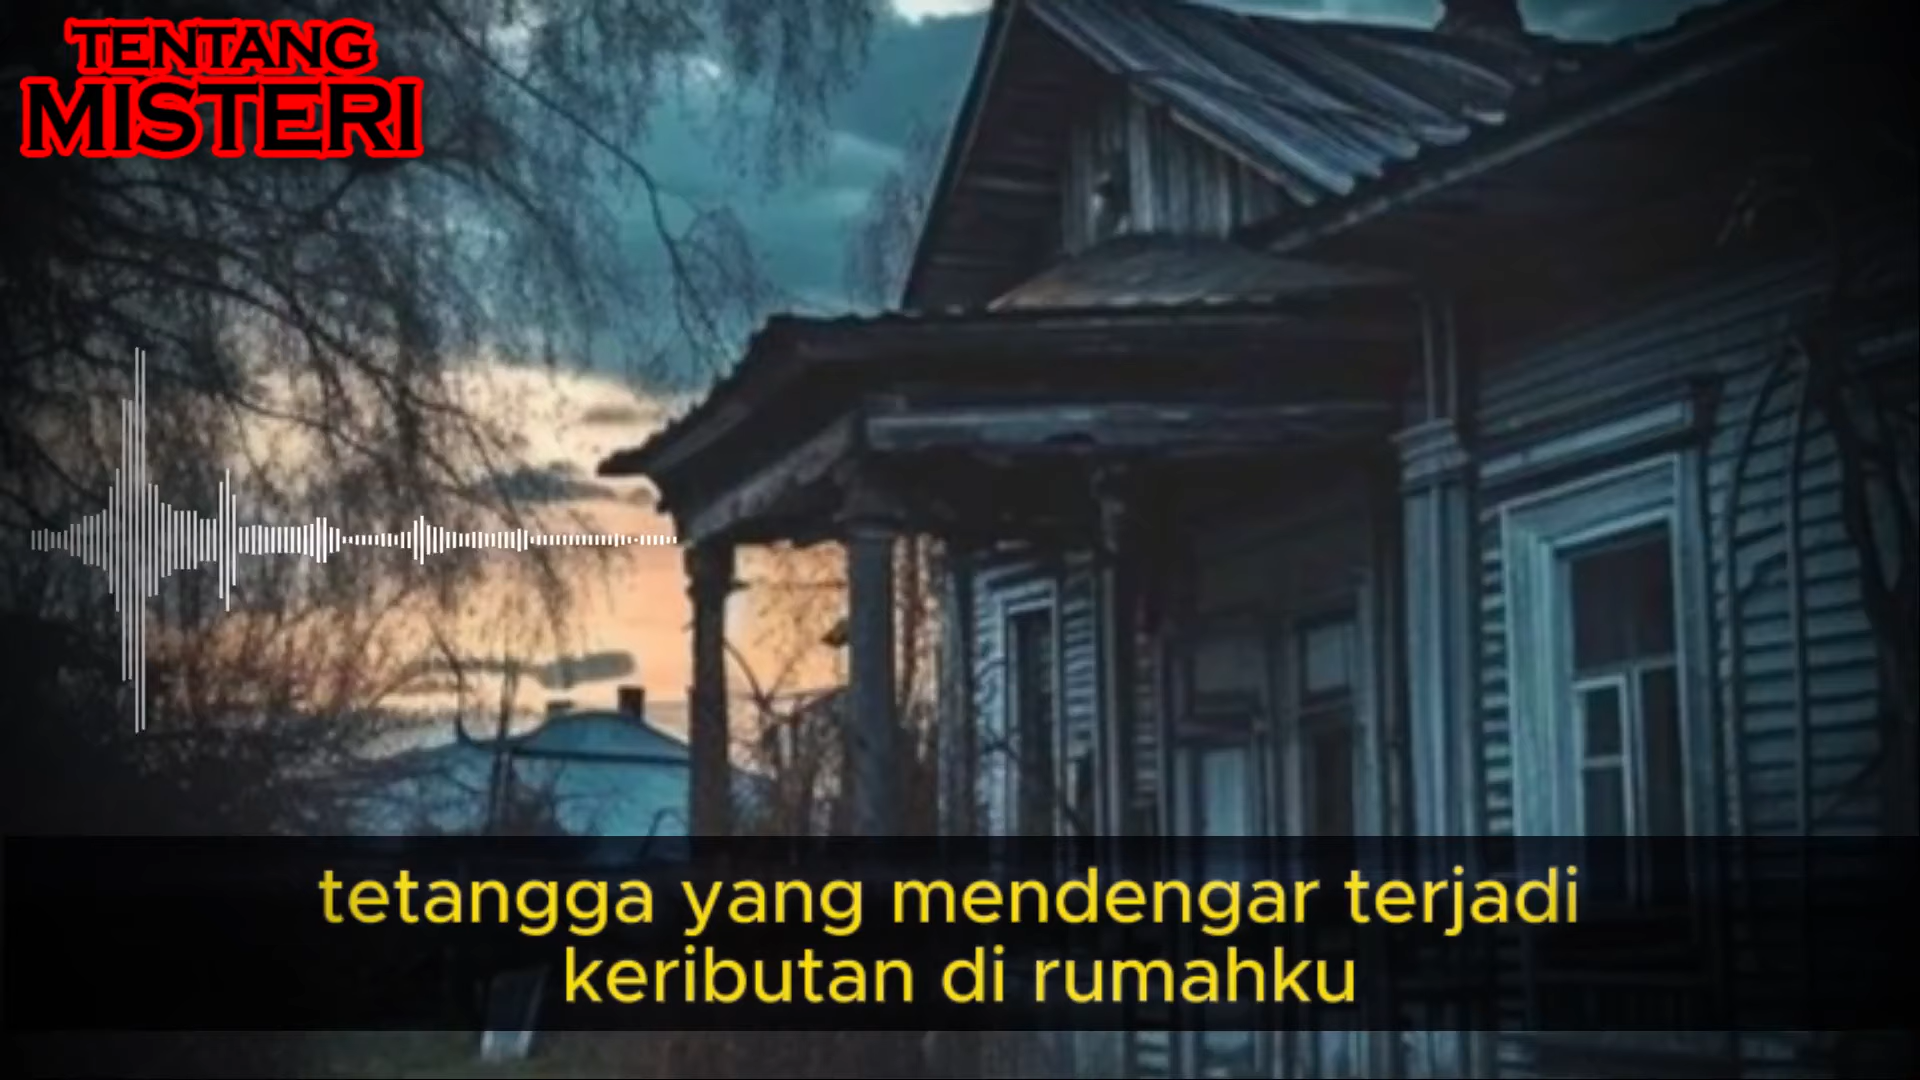 TENTANG
MISTERI
tetangga yang mendengar terjadi
keributan di rumahku